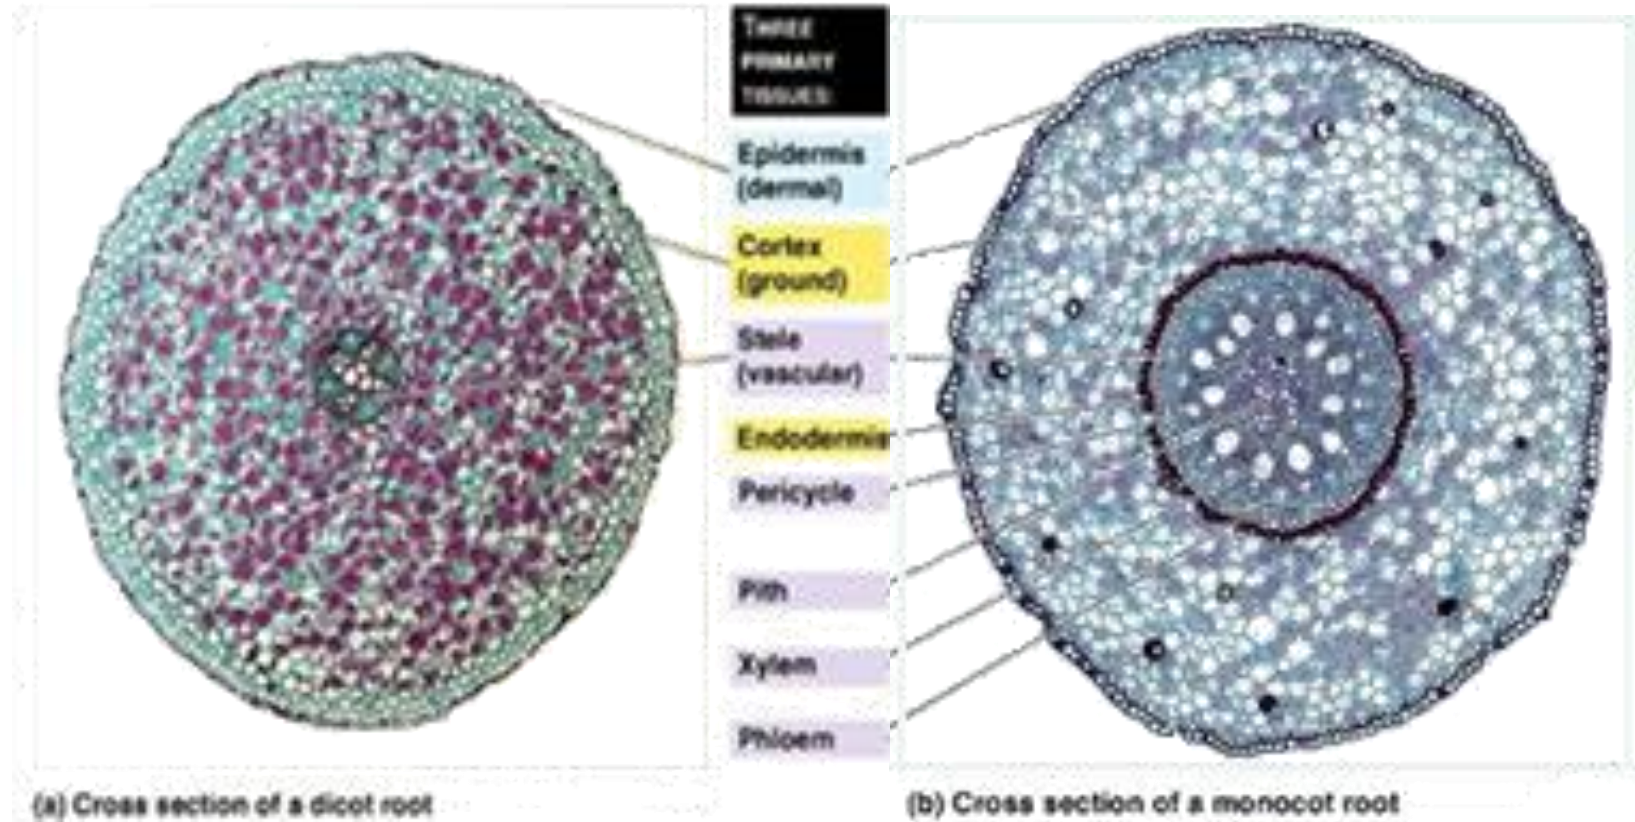 THREE
PRIMARY
TISSUES:
Epidermis
(dermal)
Cortex
(ground)
Stele
(vascular)
Endodermis
Pericycle
Pith
Xylem
Phloem
(a) Cross section of a dicot root
(b) Cross section of a monocot root